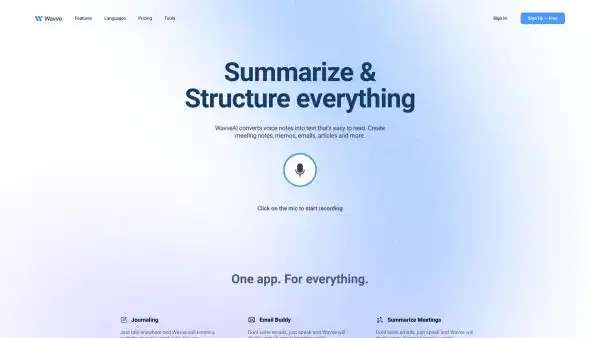 Wavve
Features
Languages
Pricing
Tools
Sign In
Sign Up — Free
Summarize &
Structure everything
WavveAI converts voice notes into text that's easy to read. Create
meeting notes, memos, emails, articles and more
Click on the mic to start recording
One app. For everything.
Journaling
Just talk anywhere and Wavve will create a
Email Buddy
Dont write emails, just speak and Wavve will
Summarize Meetings
Dont write emails, just speak and Wavve will